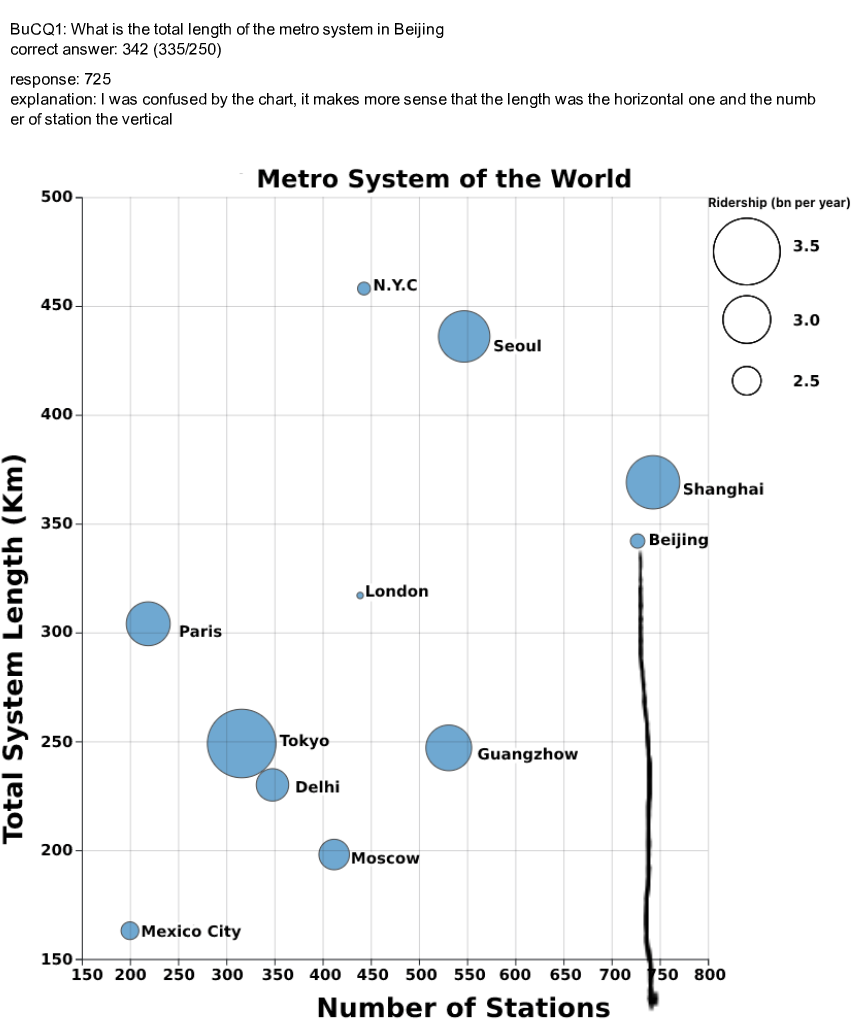 BuCQ1: What is the total length of the metro system in Beijing
correct answer: 342 (335/250)
response: 725
explanation: I was confused by the chart, it makes more sense that the length was the horizontal one and the numb
er of station the vertical
Metro System of the World
Ridership (bn per year)
3.5
3.0
2.5
500
450
400
350
300
250
200
150
Total System Length (Km)
N.Y.C
Seoul
Shanghai
Beijing
London
Paris
Tokyo
Guangzhow
Delhi
Moscow
Mexico City
150 200 250 300 350 400 450 500 550 600 650 700 750 800
Number of Stations